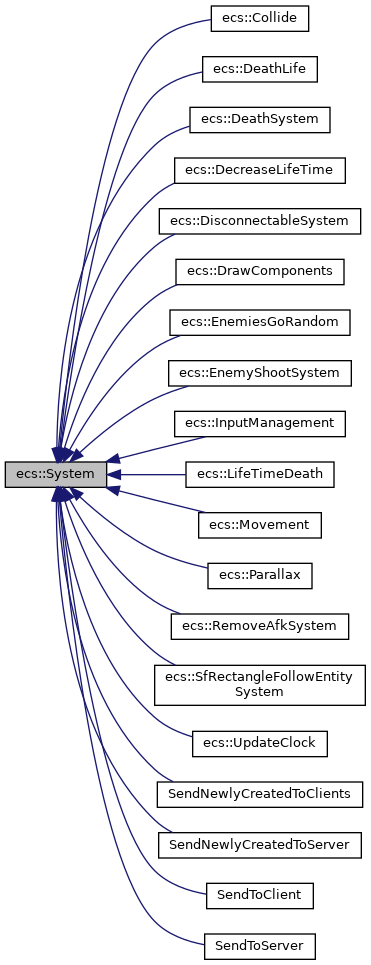 ecs::Collide
ecs::DeathLife
ecs::DeathSystem
ecs::DecreaseLifeTime
ecs::DisconnectableSystem
ecs::DrawComponents
ecs::EnemiesGoRandom
ecs::EnemyShootSystem
ecs::InputManagement
ecs::System
ecs::LifeTimeDeath
ecs::Movement
ecs::Parallax
ecs::RemoveAfkSystem
ecs::SfRectangleFollowEntity
System
ecs::UpdateClock
SendNewlyCreatedToClients
SendNewlyCreatedToServer
SendToClient
SendToServer